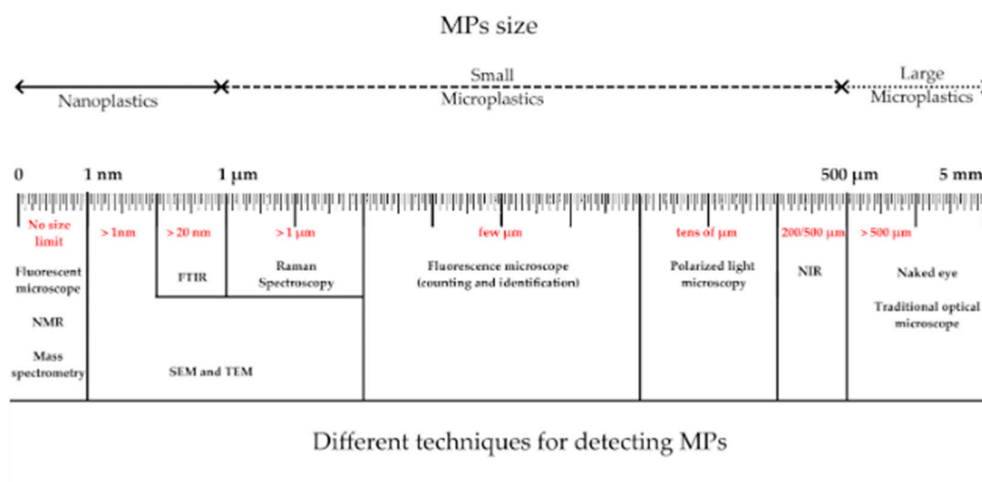 MPs size
Small
Large
Nanoplastics
Microplastics
Microplastics
0
1 nm
1 µm
500 µm
5 mm
No size
limit
> 1nm
> 20 nm
> 1 µm
few µm
tens of µm
200/500 µm
> 500 µm
Fluorescent
microscope
NMR
Mass
spectrometry
FTIR
Raman
Spectroscopy
SEM and TEM
Fluorescence microscope
(counting and identification)
Polarized light
microscopy
NIR
Naked eye
Traditional optical
microscope
Different techniques for detecting MPs